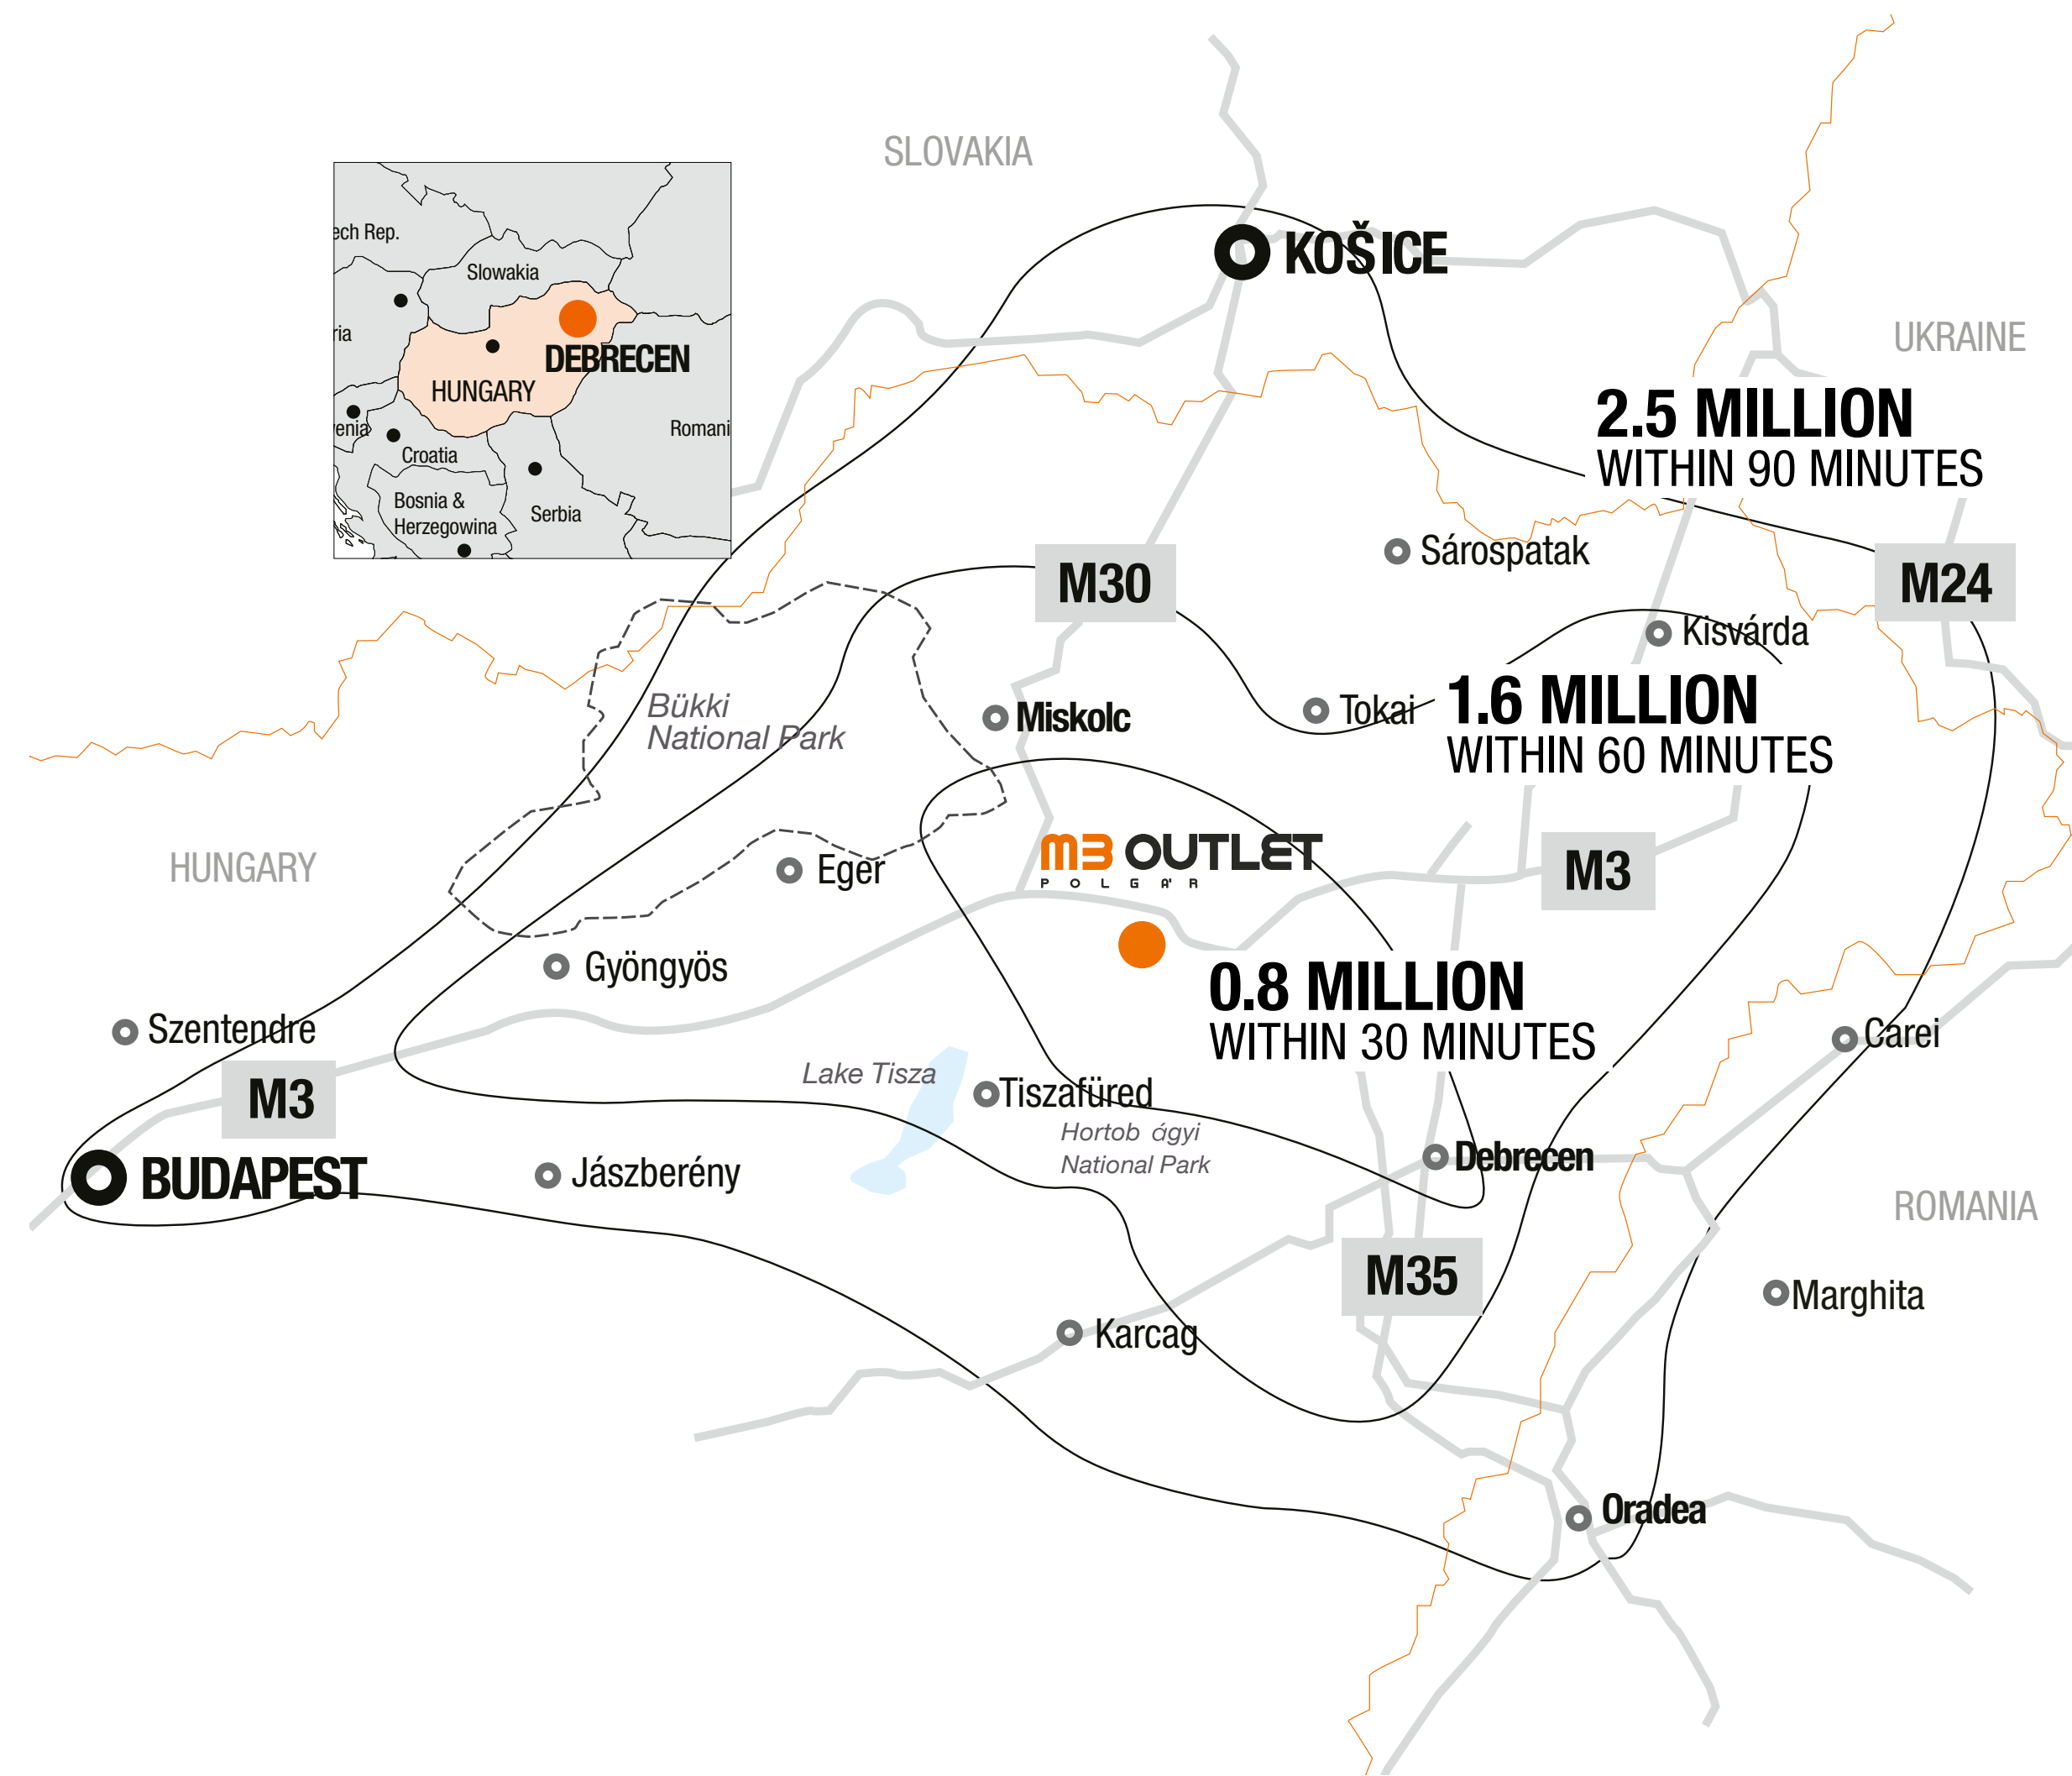 SLOVAKIA
ech Rep.
Slowakia
ria
DEBRECEN
HUNGARY
enia
Croatia
Romani
Bosnia &
Herzegowina
Serbia
KOŠICE
UKRAINE
2.5 MILLION
WITHIN 90 MINUTES
Sárospatak
M30
M24
Kisvárda
Bükki
National Park
Miskolc
Tokai
1.6 MILLION
WITHIN 60 MINUTES
HUNGARY
Eger
M3 OUTLET
POLGÁR
M3
Gyöngyös
0.8 MILLION
WITHIN 30 MINUTES
Szentendre
Carei
M3
Lake Tisza
Tiszafüred
Hortob ágyi
National Park
BUDAPEST
Jászberény
Debrecen
ROMANIA
M35
Marghita
Karcag
Oradea